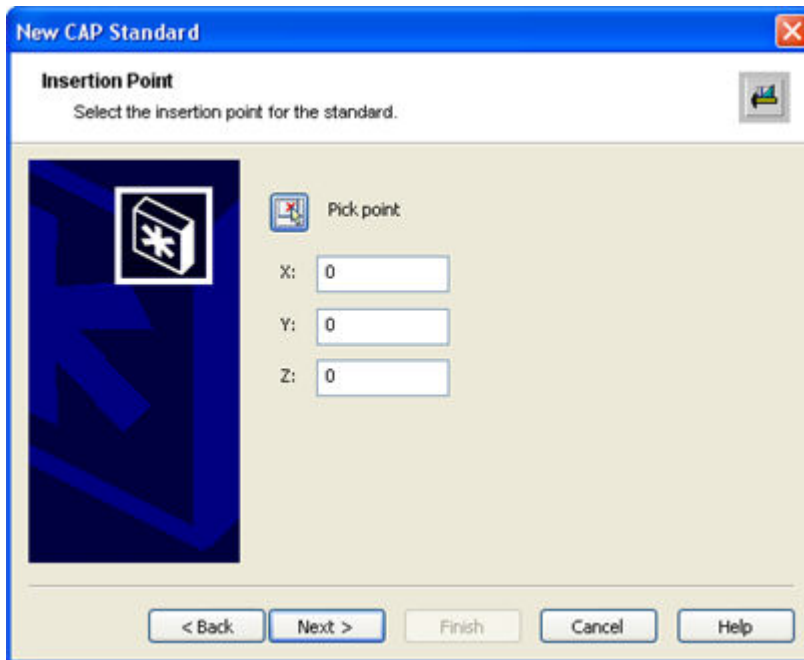 New CAP Standard
Insertion Point
Select the insertion point for the standard.
Pick point
X: 0
Y: 0
Z: 0
< Back Next > Finish Cancel Help